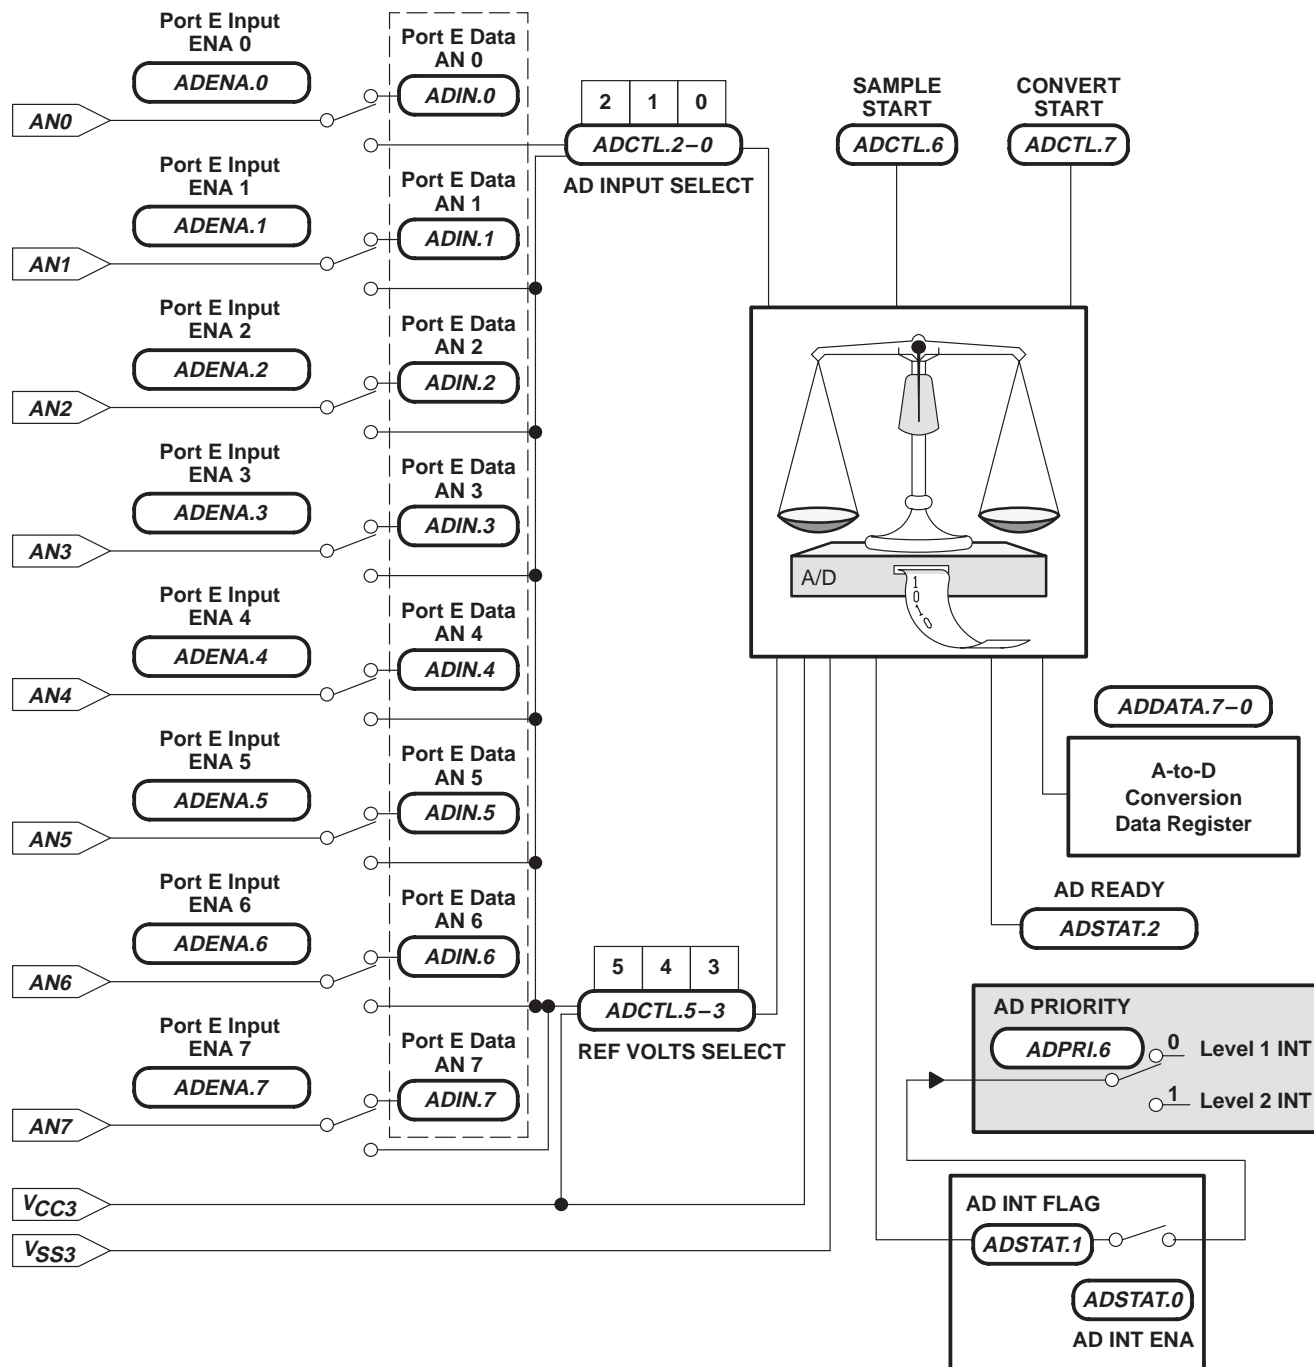 Port E Input
ENA 0
ADENA.0
AN0
Port E Data
AN 0
ADIN.0
Port E Input
ENA 1
ADENA.1
AN1
Port E Data
AN 1
ADIN.1
Port E Input
ENA 2
ADENA.2
AN2
Port E Data
AN 2
ADIN.2
Port E Input
ENA 3
ADENA.3
AN3
Port E Data
AN 3
ADIN.3
Port E Input
ENA 4
ADENA.4
AN4
Port E Data
AN 4
ADIN.4
Port E Input
ENA 5
ADENA.5
AN5
Port E Data
AN 5
ADIN.5
Port E Input
ENA 6
ADENA.6
AN6
Port E Data
AN 6
ADIN.6
Port E Input
ENA 7
ADENA.7
AN7
Port E Data
AN 7
ADIN.7
VCC3
VSS3
2 1 0
ADCTL.2–0
AD INPUT SELECT
SAMPLE
START
ADCTL.6
CONVERT
START
ADCTL.7
A/D
1
0
1
0
5 4 3
ADCTL.5–3
REF VOLTS SELECT
ADDATA.7–0
A-to-D
Conversion
Data Register
AD READY
ADSTAT.2
AD PRIORITY
ADPRI.6
0 Level 1 INT
1 Level 2 INT
AD INT FLAG
ADSTAT.1
ADSTAT.0
AD INT ENA